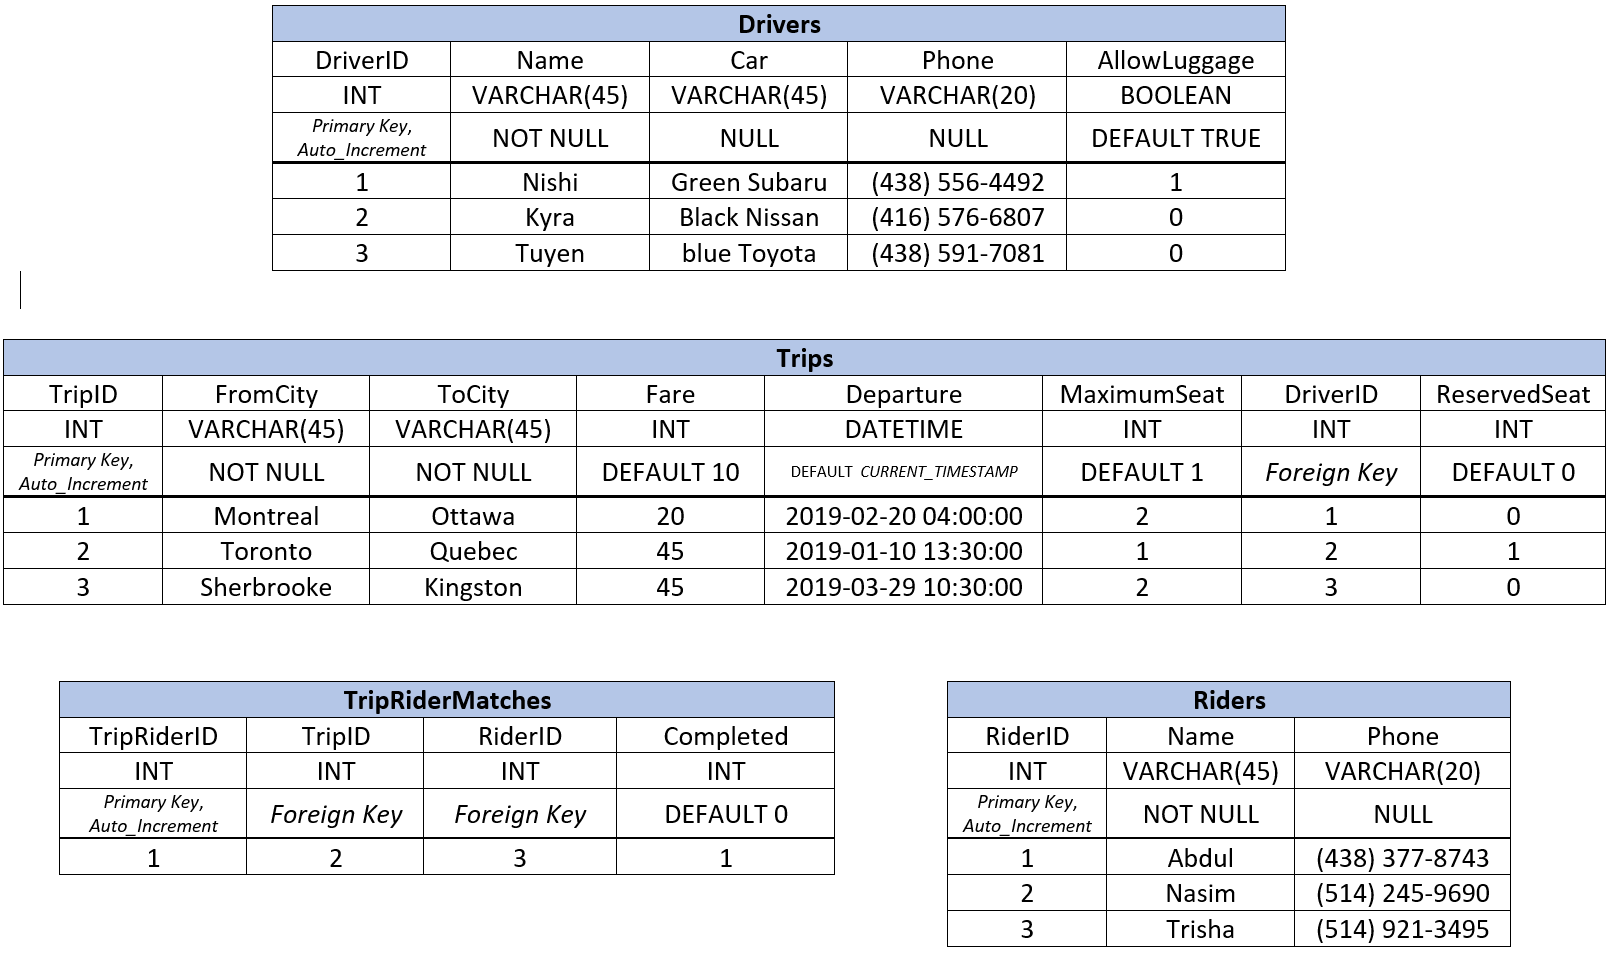 Drivers
DriverID Name Car Phone AllowLuggage
INT VARCHAR(45) VARCHAR(45) VARCHAR(20) BOOLEAN
Primary Key, Auto_Increment NOT NULL NULL NULL DEFAULT TRUE
1 Nishi Green Subaru (438) 556-4492 1
2 Kyra Black Nissan (416) 576-6807 0
3 Tuyen blue Toyota (438) 591-7081 0
Trips
TripID FromCity ToCity Fare Departure MaximumSeat DriverID ReservedSeat
INT VARCHAR(45) VARCHAR(45) INT DATETIME INT INT INT
Primary Key, Auto_Increment NOT NULL NOT NULL DEFAULT 10 DEFAULT CURRENT_TIMESTAMP DEFAULT 1 Foreign Key DEFAULT 0
1 Montreal Ottawa 20 2019-02-20 04:00:00 2 1 0
2 Toronto Quebec 45 2019-01-10 13:30:00 1 2 1
3 Sherbrooke Kingston 45 2019-03-29 10:30:00 2 3 0
TripRiderMatches
TripRiderID TripID RiderID Completed
INT INT INT INT
Primary Key, Auto_Increment Foreign Key Foreign Key DEFAULT 0
1 2 3 1
Riders
RiderID Name Phone
INT VARCHAR(45) VARCHAR(20)
Primary Key, Auto_Increment NOT NULL NULL
1 Abdul (438) 377-8743
2 Nasim (514) 245-9690
3 Trisha (514) 921-3495